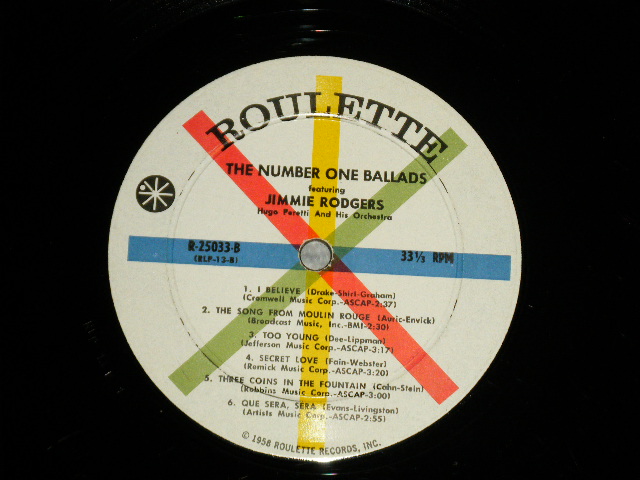 ROULETTE
THE NUMBER ONE BALLADS
featuring
JIMMIE RODGERS
Hugo Peretti And His Orchestra
R-25033-B
(RLP-13-B)
33⅓ RPM
1. I BELIEVE (Drake-Shirl-Graham)
(Cromwell Music Corp.-ASCAP-2:37)
2. THE SONG FROM MOULIN ROUGE (Auric-Envick)
(Broadcast Music, Inc.-BMI-2:30)
3. TOO YOUNG (Dee-Lippman)
(Jefferson Music Corp.-ASCAP-3:17)
4. SECRET LOVE (Fain-Webster)
(Remick Music Corp.-ASCAP-3:20)
5. THREE COINS IN THE FOUNTAIN (Cahn-Stein)
(Robbins Music Corp.-ASCAP-3:00)
6. QUE SERA, SERA (Evans-Livingston)
(Artists Music Corp.-ASCAP-2:55)
© 1958 ROULETTE RECORDS, INC.